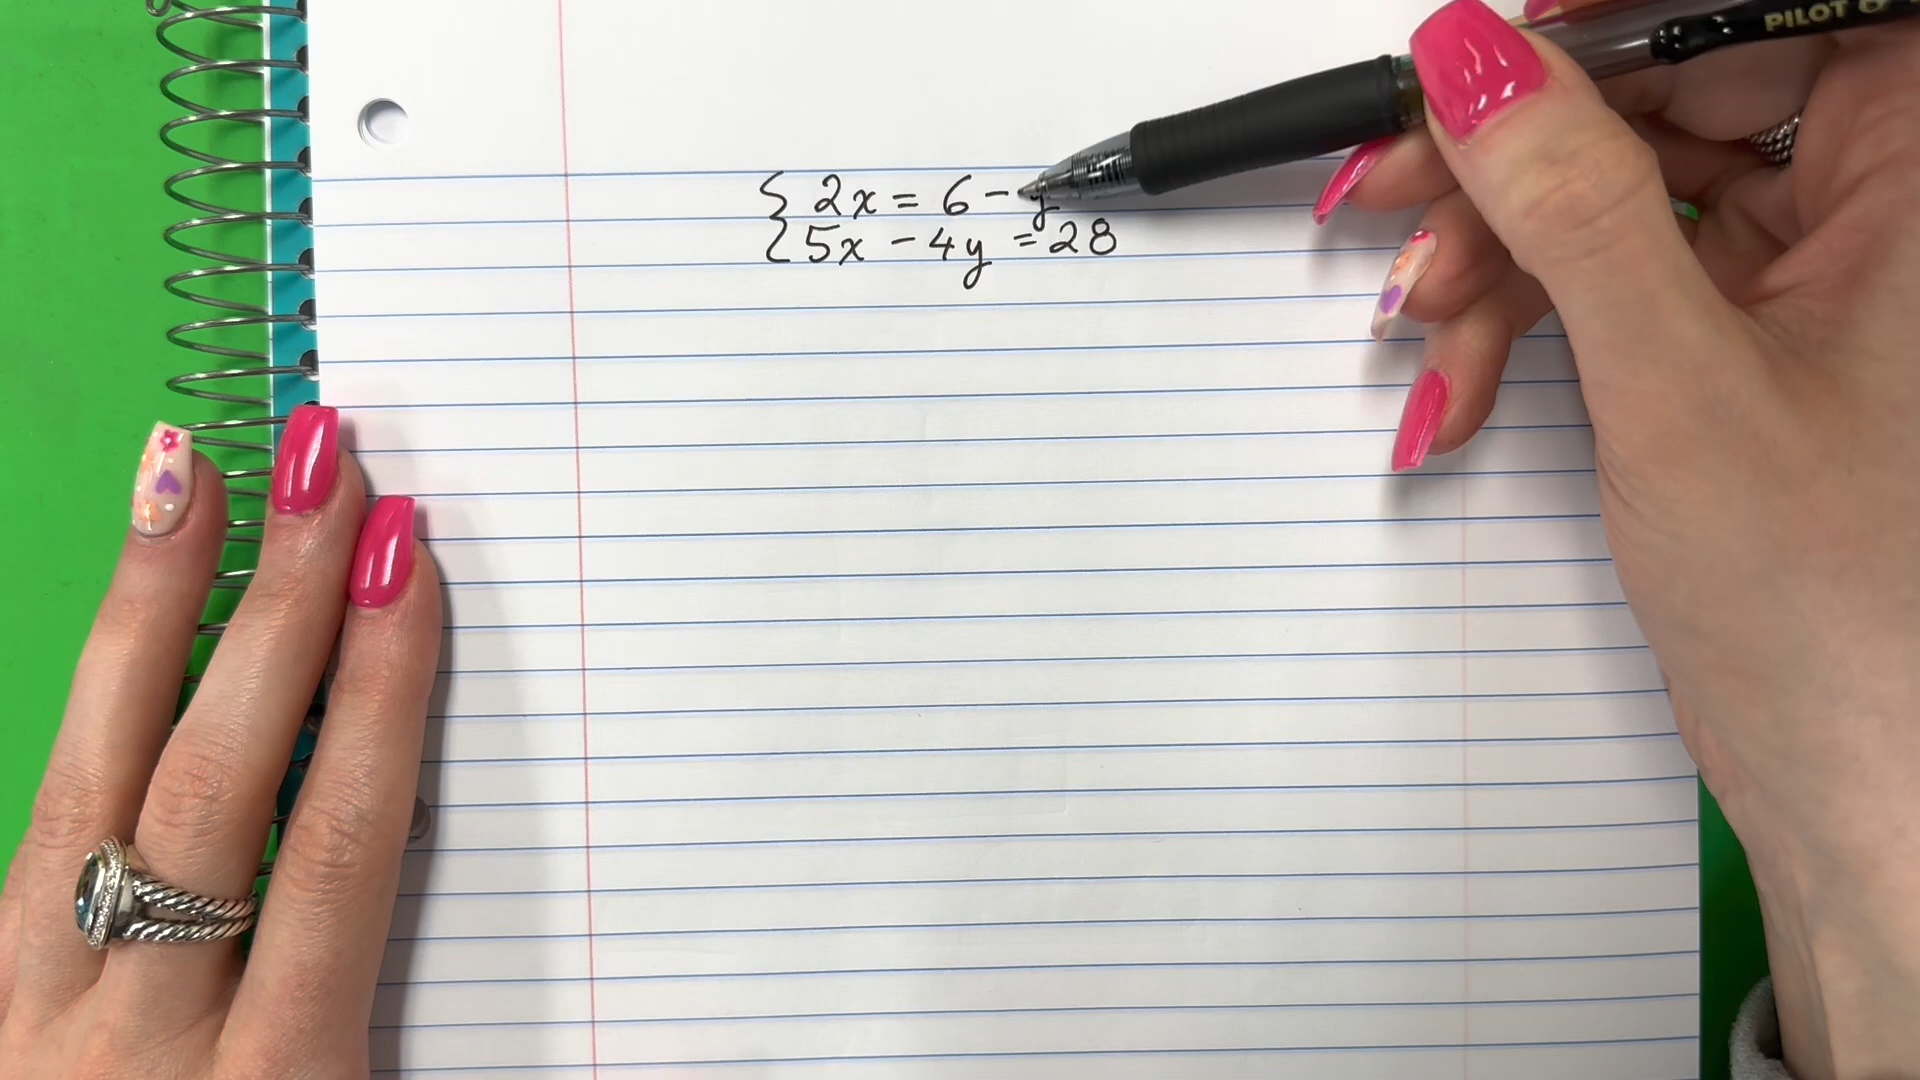 PILOT G
{ 2x = 6 - y
{ 5x - 4y = 28